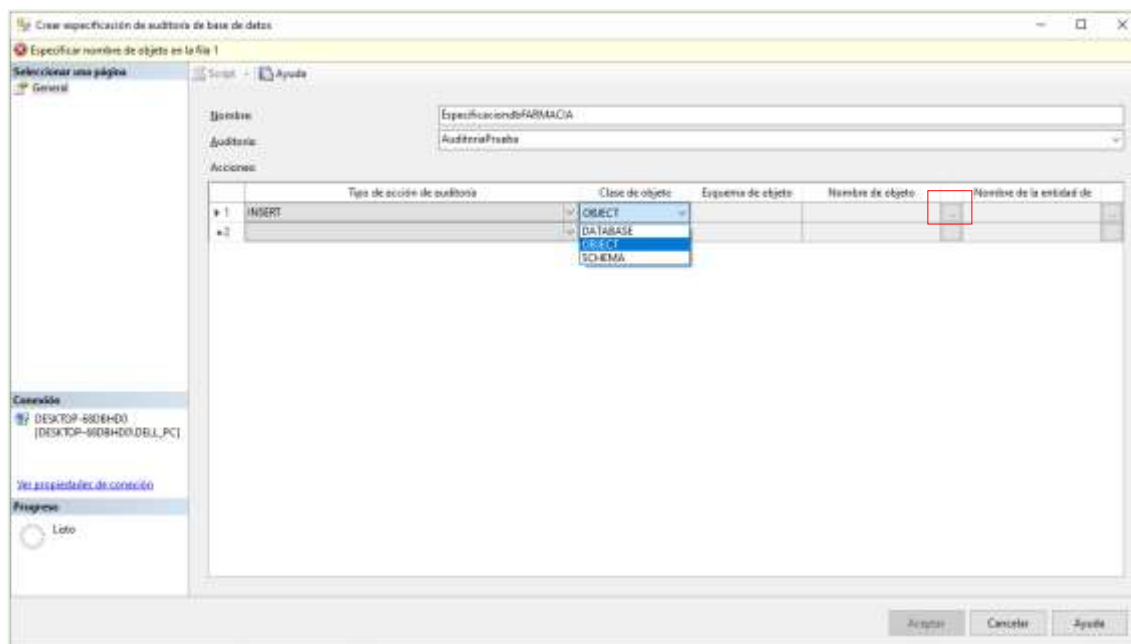 Crear especificación de auditoría de base de datos
Especificar nombre de objeto en la fila 1
Seleccionar una página
General
Script
Ayuda
Nombre:
EspecificaciondbFARMACIA
Auditoría:
AuditoriaPrueba
Acciones:
Tipo de acción de auditoría
Clase de objeto
Esquema de objeto
Nombre de objeto
Nombre de la entidad de
1
INSERT
OBJECT
...
...
*2
DATABASE
OBJECT
SCHEMA
Conexión
DESKTOP-68D8HD0
[DESKTOP-68D8HD0\DELL_PC]
Ver propiedades de conexión
Progreso
Listo
Aceptar
Cancelar
Ayuda